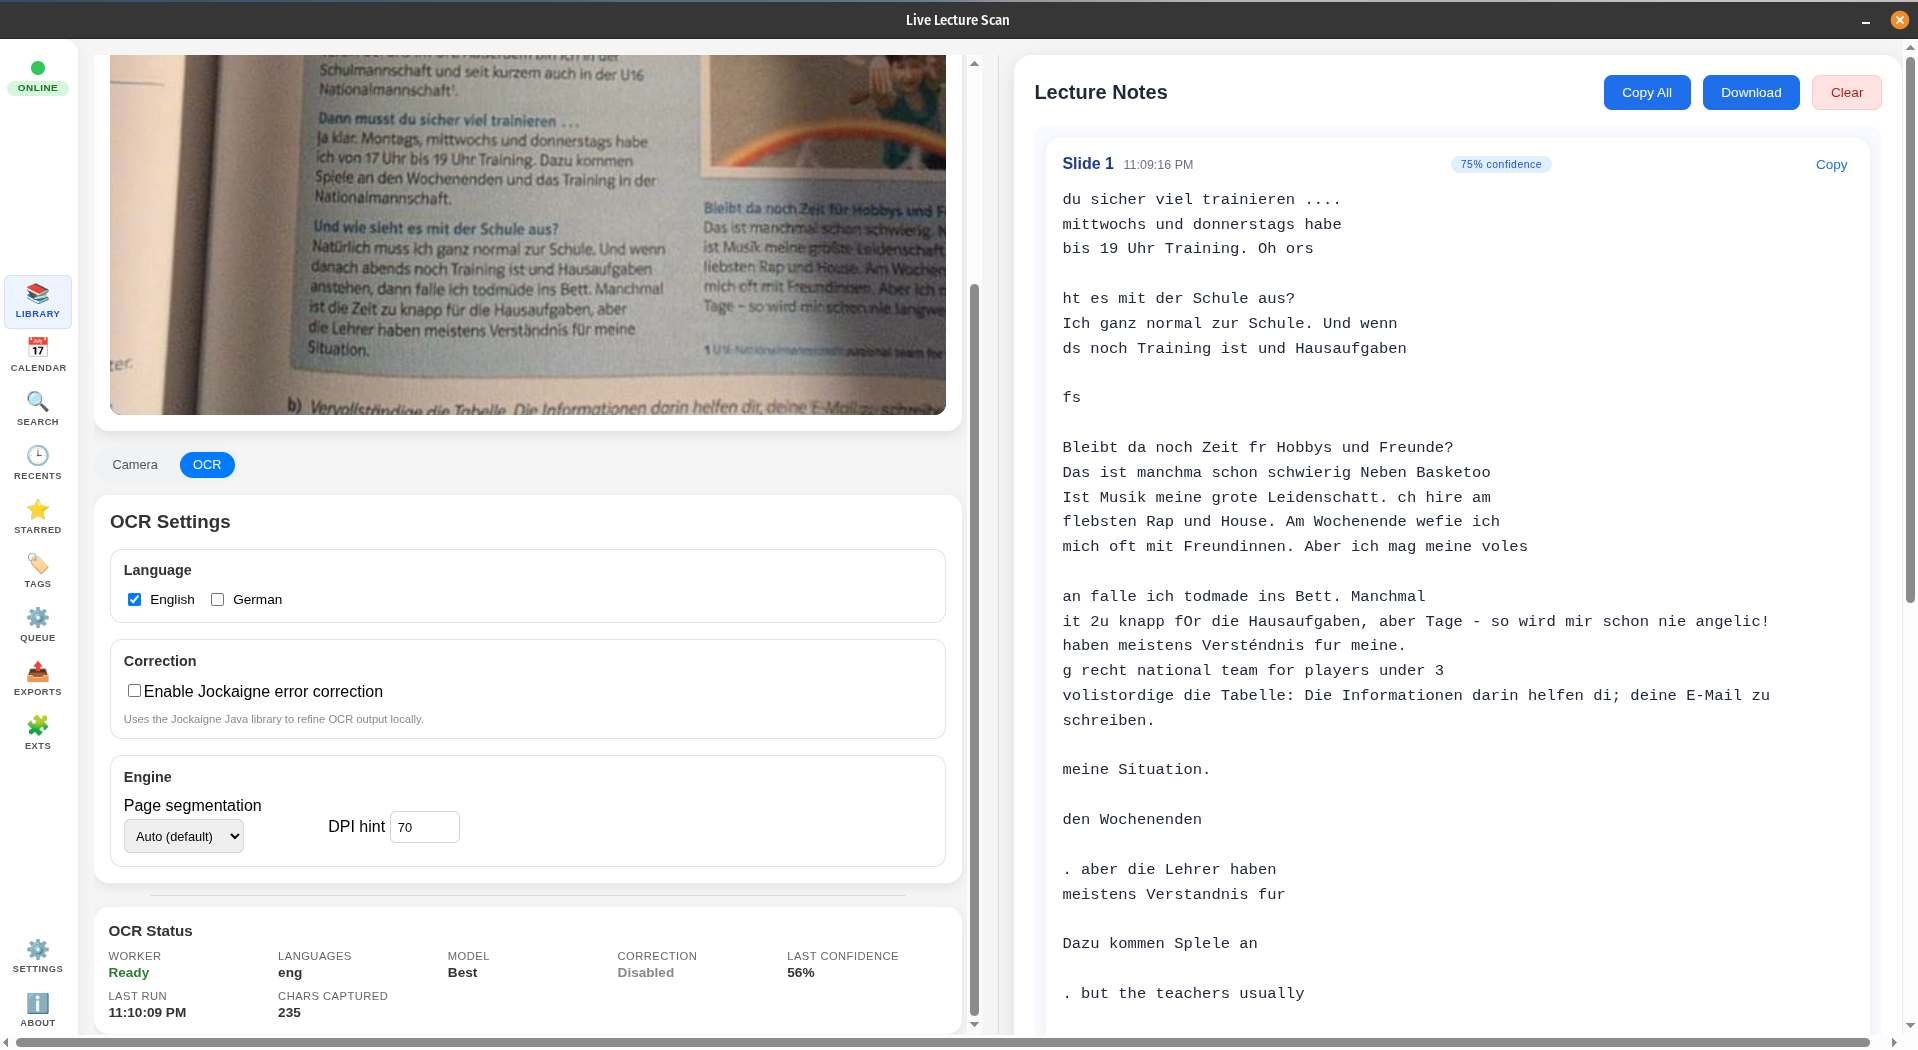 Live Lecture Scan
ONLINE
LIBRARY
CALENDAR
SEARCH
RECENTS
STARRED
TAGS
QUEUE
EXPORTS
EXTS
SETTINGS
ABOUT
Schulmannschaft und seit kurzem auch in der U16
Nationalmannschaft¹.
Dann musst du sicher viel trainieren ...
Ja klar. Montags, mittwochs und donnerstags habe
ich von 17 Uhr bis 19 Uhr Training. Dazu kommen
Spiele an den Wochenenden und das Training in der
Nationalmannschaft.
Und wie sieht es mit der Schule aus?
Natürlich muss ich ganz normal zur Schule. Und wenn
danach abends noch Training ist und Hausaufgaben
anstehen, dann falle ich todmüde ins Bett. Manchmal
ist die Zeit zu knapp für die Hausaufgaben, aber
die Lehrer haben meistens Verständnis für meine
Situation.
Bleibt da noch Zeit für Hobbys und F
Das ist manchmal schon schwierig. N
ist Musik meine größte Leidenschaft
liebsten Rap und House. Am Wochen
mich oft mit Freundinnen. Aber ich
Tage – so wird mir schon nie langwe
1 U16-Nationalmannschaft: national team for
ter.
b) Vervollständige die Tabelle. Die Informationen darin helfen dir, deine E-Mail zu schreibe
Camera
OCR
OCR Settings
Language
English
German
Correction
Enable Jockaigne error correction
Uses the Jockaigne Java library to refine OCR output locally.
Engine
Page segmentation
Auto (default)
DPI hint 70
OCR Status
WORKER LANGUAGES MODEL CORRECTION LAST CONFIDENCE
Ready eng Best Disabled 56%
LAST RUN CHARS CAPTURED
11:10:09 PM 235
Lecture Notes
Copy All Download Clear
Slide 1 11:09:16 PM 75% confidence Copy
du sicher viel trainieren ....
mittwochs und donnerstags habe
bis 19 Uhr Training. Oh ors
ht es mit der Schule aus?
Ich ganz normal zur Schule. Und wenn
ds noch Training ist und Hausaufgaben
fs
Bleibt da noch Zeit fr Hobbys und Freunde?
Das ist manchma schon schwierig Neben Basketoo
Ist Musik meine grote Leidenschatt. ch hire am
flebsten Rap und House. Am Wochenende wefie ich
mich oft mit Freundinnen. Aber ich mag meine voles
an falle ich todmade ins Bett. Manchmal
it 2u knapp fOr die Hausaufgaben, aber Tage - so wird mir schon nie angelic!
haben meistens Versténdnis fur meine.
g recht national team for players under 3
volistordige die Tabelle: Die Informationen darin helfen di; deine E-Mail zu
schreiben.
meine Situation.
den Wochenenden
. aber die Lehrer haben
meistens Verstandnis fur
Dazu kommen Splele an
. but the teachers usually